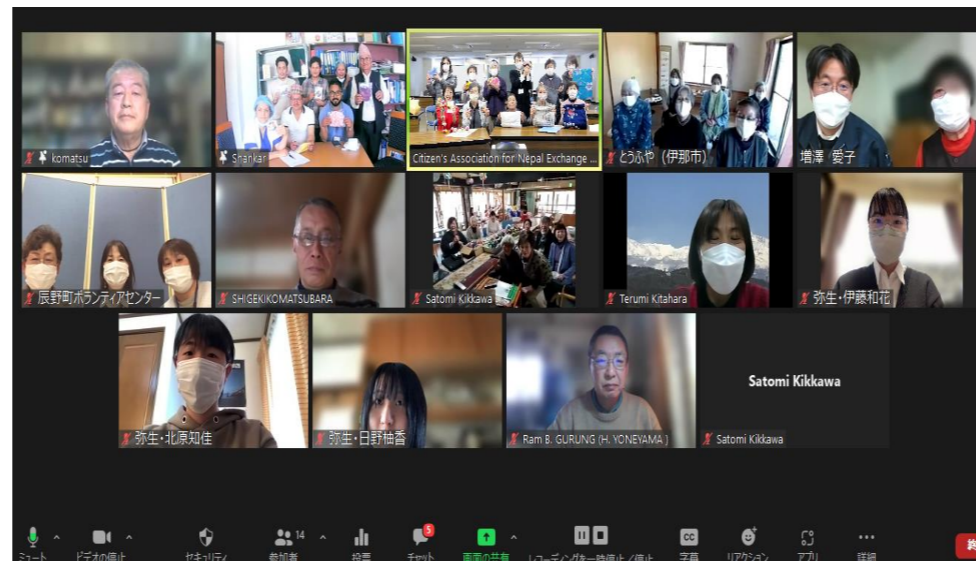 komatsu
Shankar
Citizen's Association for Nepal Exchange ...
とうふや（伊那市）
増澤 愛子
辰野町ボランティアセンター
SHIGEKIKOMATSUBARA
Satomi Kikkawa
Terumi Kitahara
弥生・伊藤和花
弥生・北原知佳
弥生・日野柚香
Ram B. GURUNG (H. YONEYAMA )
Satomi Kikkawa
Satomi Kikkawa
14
5
CC
ミュート
ビデオの停止
セキュリティ
参加者
投票
チャット
画面の共有
レコーディングを一時停止／停止
字幕
リアクション
アプリ
詳細
終